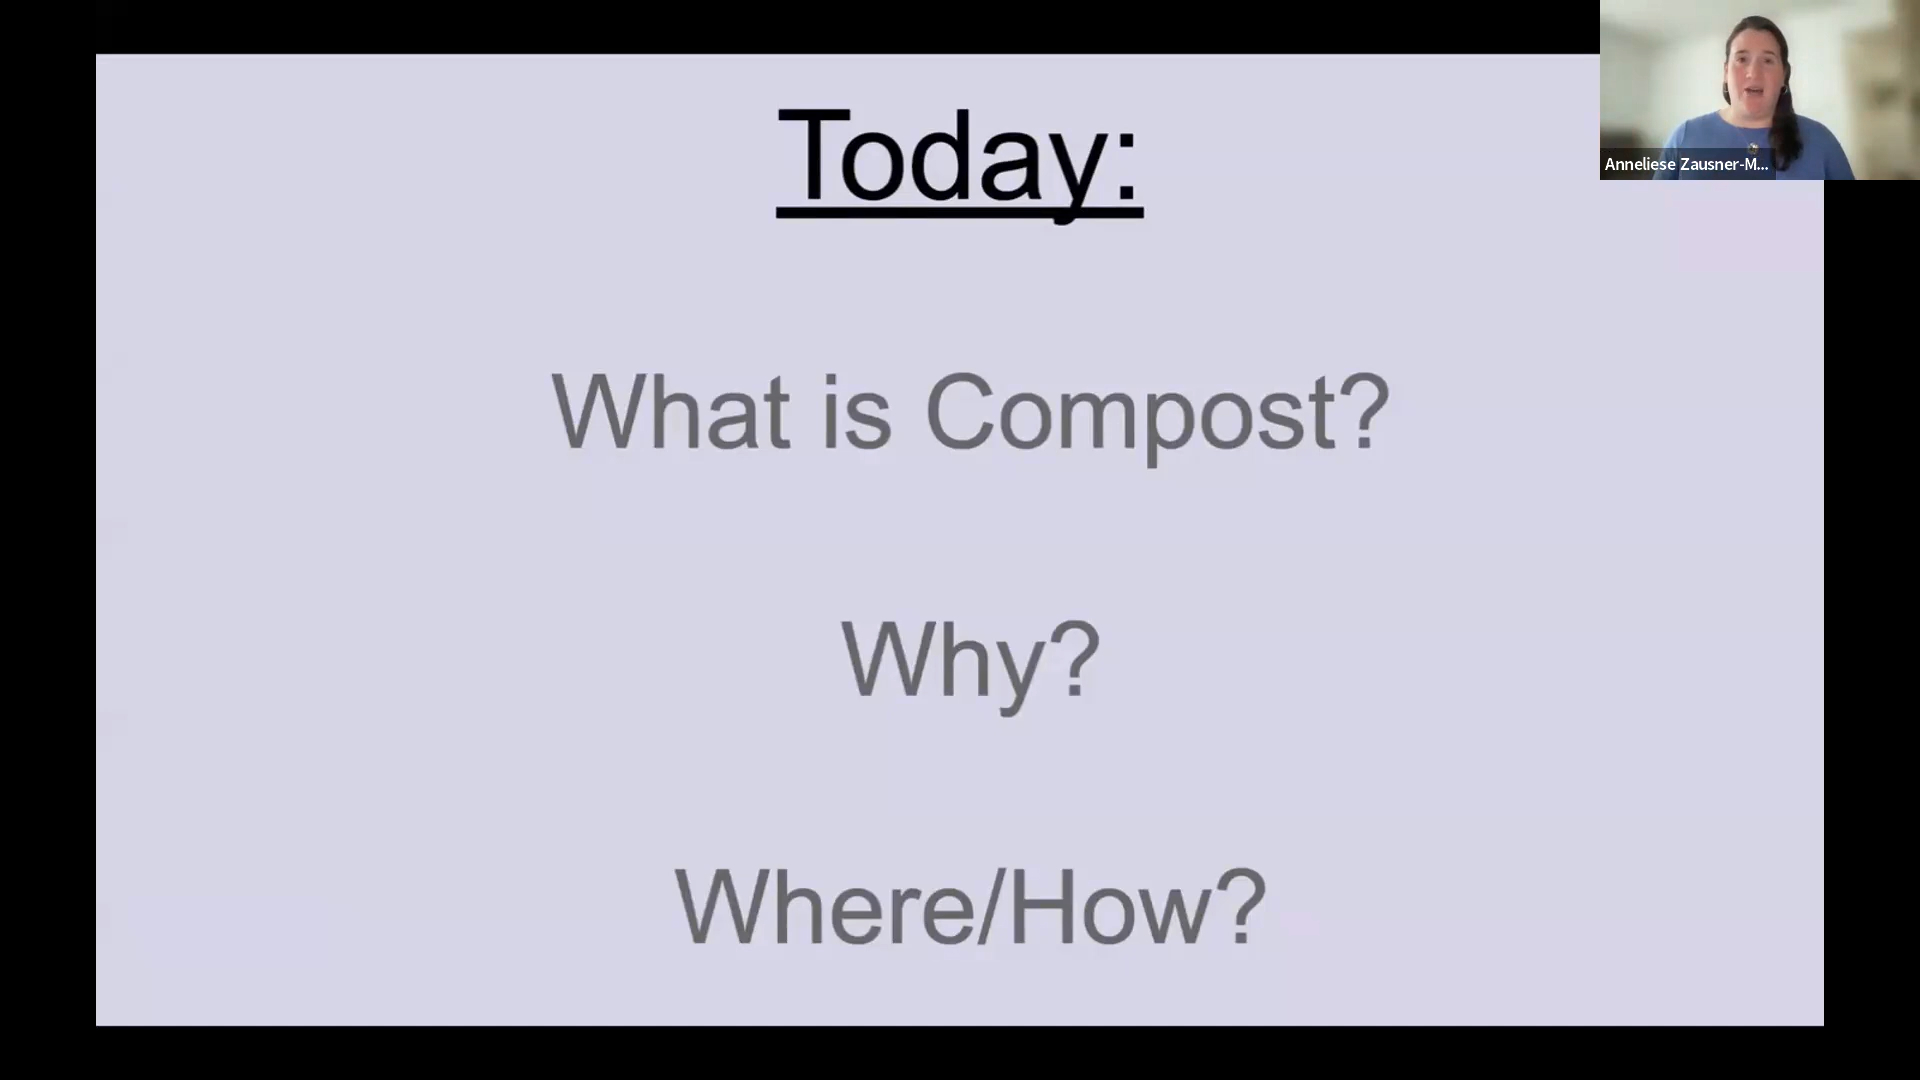 Today:
Anneliese Zausner-M...
What is Compost?
Why?
Where/How?